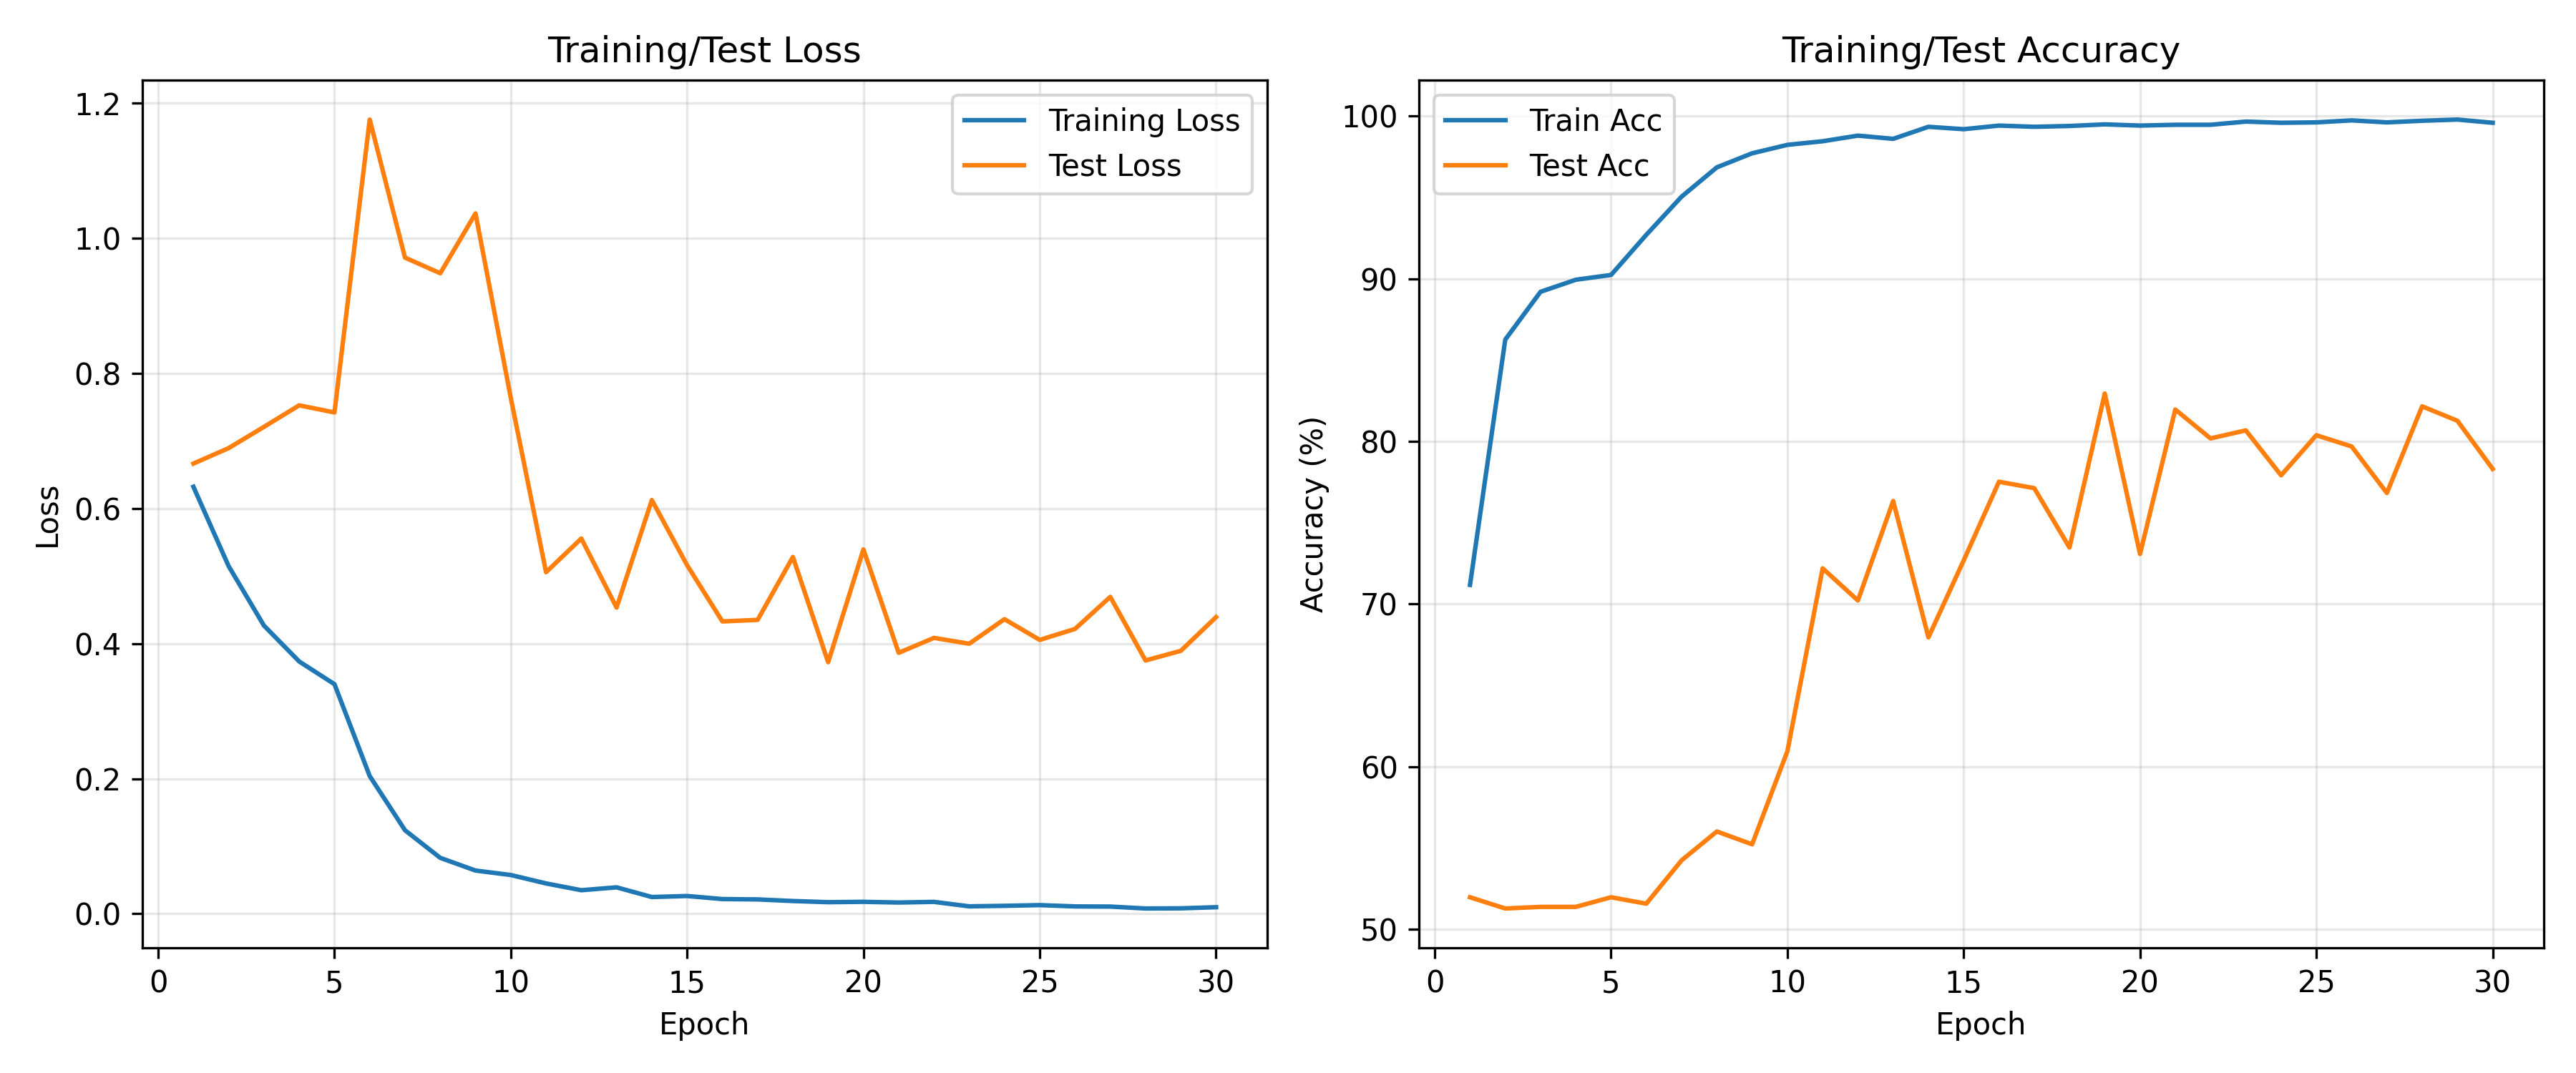 Training/Test Loss
Training Loss
Test Loss
Loss
1.2
1.0
0.8
0.6
0.4
0.2
0.0
0 5 10 15 20 25 30
Epoch
Training/Test Accuracy
Train Acc
Test Acc
Accuracy (%)
100
90
80
70
60
50
0 5 10 15 20 25 30
Epoch